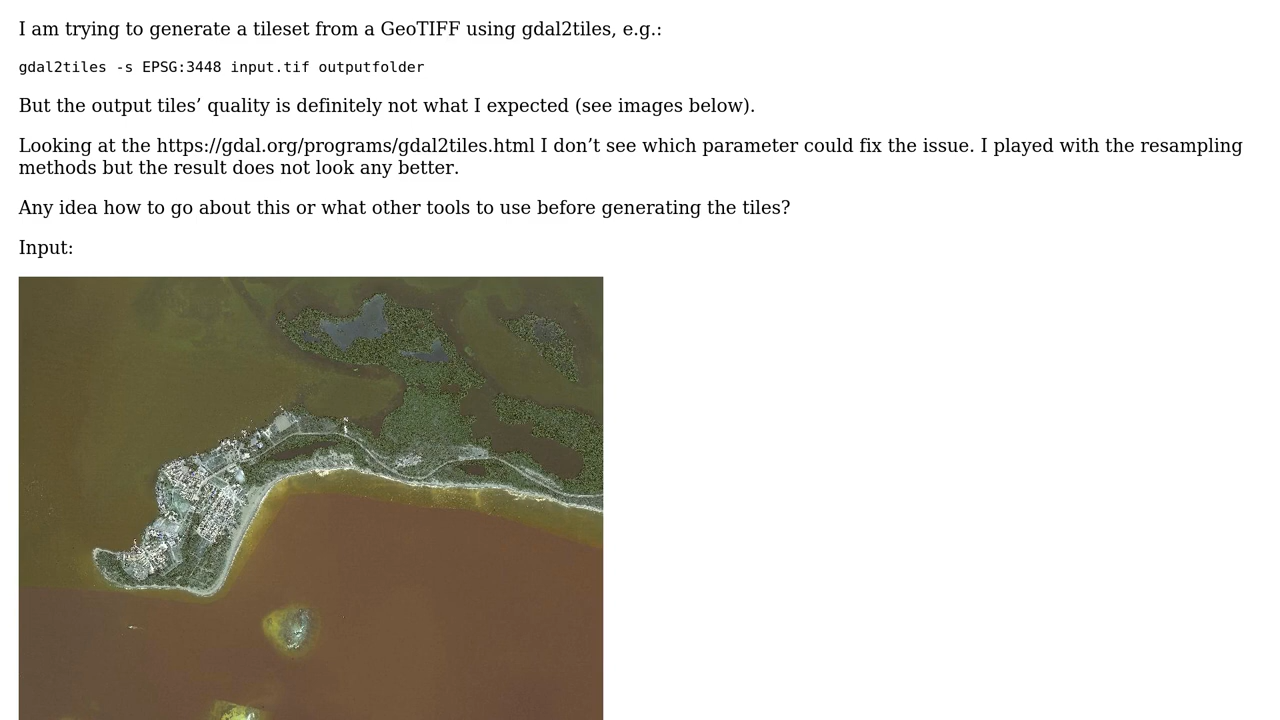 I am trying to generate a tileset from a GeoTIFF using gdal2tiles, e.g.:
gdal2tiles -s EPSG:3448 input.tif outputfolder
But the output tiles’ quality is definitely not what I expected (see images below).
Looking at the https://gdal.org/programs/gdal2tiles.html I don’t see which parameter could fix the issue. I played with the resampling
methods but the result does not look any better.
Any idea how to go about this or what other tools to use before generating the tiles?
Input: